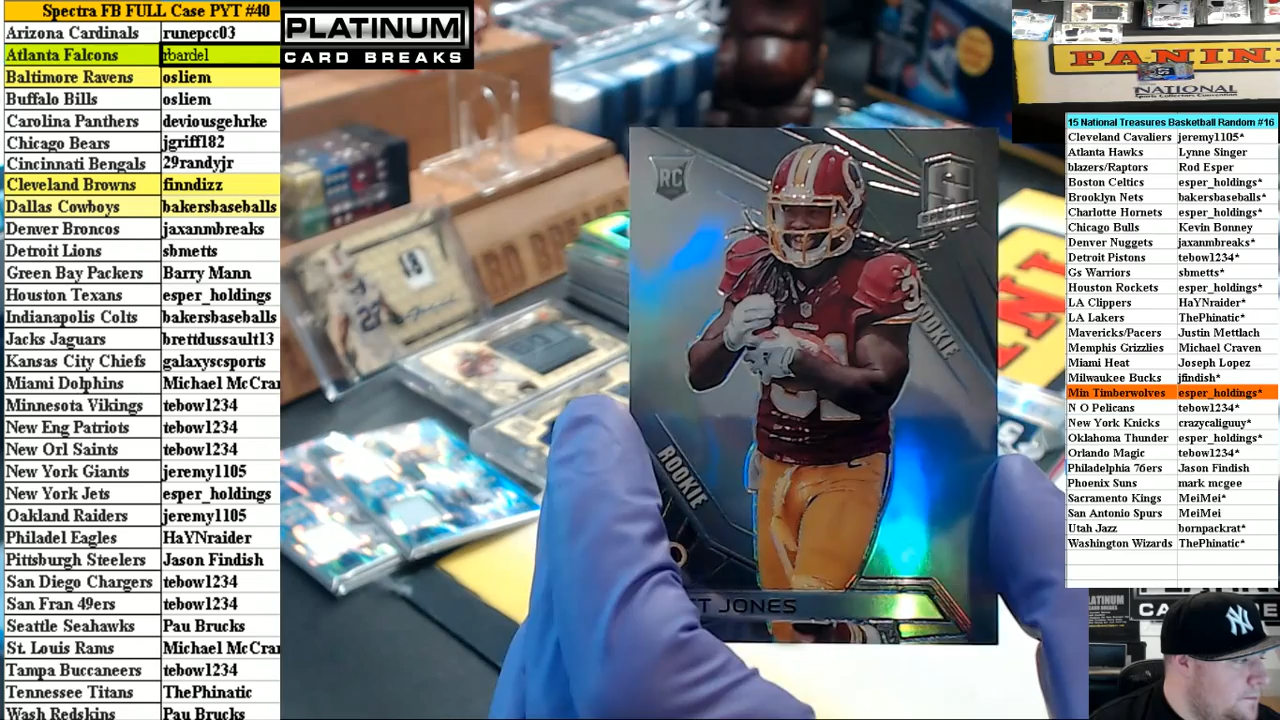 Spectra FB FULL Case PYT #40
Arizona Cardinals runepcc03
Atlanta Falcons rbardel
Baltimore Ravens osliem
Buffalo Bills osliem
Carolina Panthers deviousgehrke
Chicago Bears jgriff182
Cincinnati Bengals 29randyjr
Cleveland Browns finndizz
Dallas Cowboys bakersbaseballs
Denver Broncos jaxanmbreaks
Detroit Lions sbmetts
Green Bay Packers Barry Mann
Houston Texans esper_holdings
Indianapolis Colts bakersbaseballs
Jacks Jaguars brettdussault13
Kansas City Chiefs galaxyscsports
Miami Dolphins Michael McCra
Minnesota Vikings tebow1234
New Eng Patriots tebow1234
New Orl Saints tebow1234
New York Giants jeremy1105
New York Jets esper_holdings
Oakland Raiders jeremy1105
Philadel Eagles HaYNraider
Pittsburgh Steelers Jason Findish
San Diego Chargers tebow1234
San Fran 49ers tebow1234
Seattle Seahawks Pau Brucks
St. Louis Rams Michael McCra
Tampa Buccaneers tebow1234
Tennessee Titans ThePhinatic
Wash Redskins Pau Brucks
PLATINUM
CARD BREAKS
RC
SPECTRA
ROOKIE
ROOKIE
31
T JONES
PANINI
NATIONAL
15 National Treasures Basketball Random #16
Cleveland Cavaliers jeremy1105*
Atlanta Hawks Lynne Singer
blazers/Raptors Rod Esper
Boston Celtics esper_holdings*
Brooklyn Nets bakersbaseballs*
Charlotte Hornets esper_holdings*
Chicago Bulls Kevin Bonney
Denver Nuggets jaxanmbreaks*
Detroit Pistons tebow1234*
Gs Warriors sbmetts*
Houston Rockets esper_holdings*
LA Clippers HaYNraider*
LA Lakers ThePhinatic*
Mavericks/Pacers Justin Mettlach
Memphis Grizzlies Michael Craven
Miami Heat Joseph Lopez
Milwaukee Bucks jfindish*
Min Timberwolves esper_holdings*
N O Pelicans tebow1234*
New York Knicks crazycaliguuy*
Oklahoma Thunder esper_holdings*
Orlando Magic tebow1234*
Philadelphia 76ers Jason Findish
Phoenix Suns mark mcgee
Sacramento Kings MeiMei*
San Antonio Spurs MeiMei
Utah Jazz bornpackrat*
Washington Wizards ThePhinatic*
PLATINUM